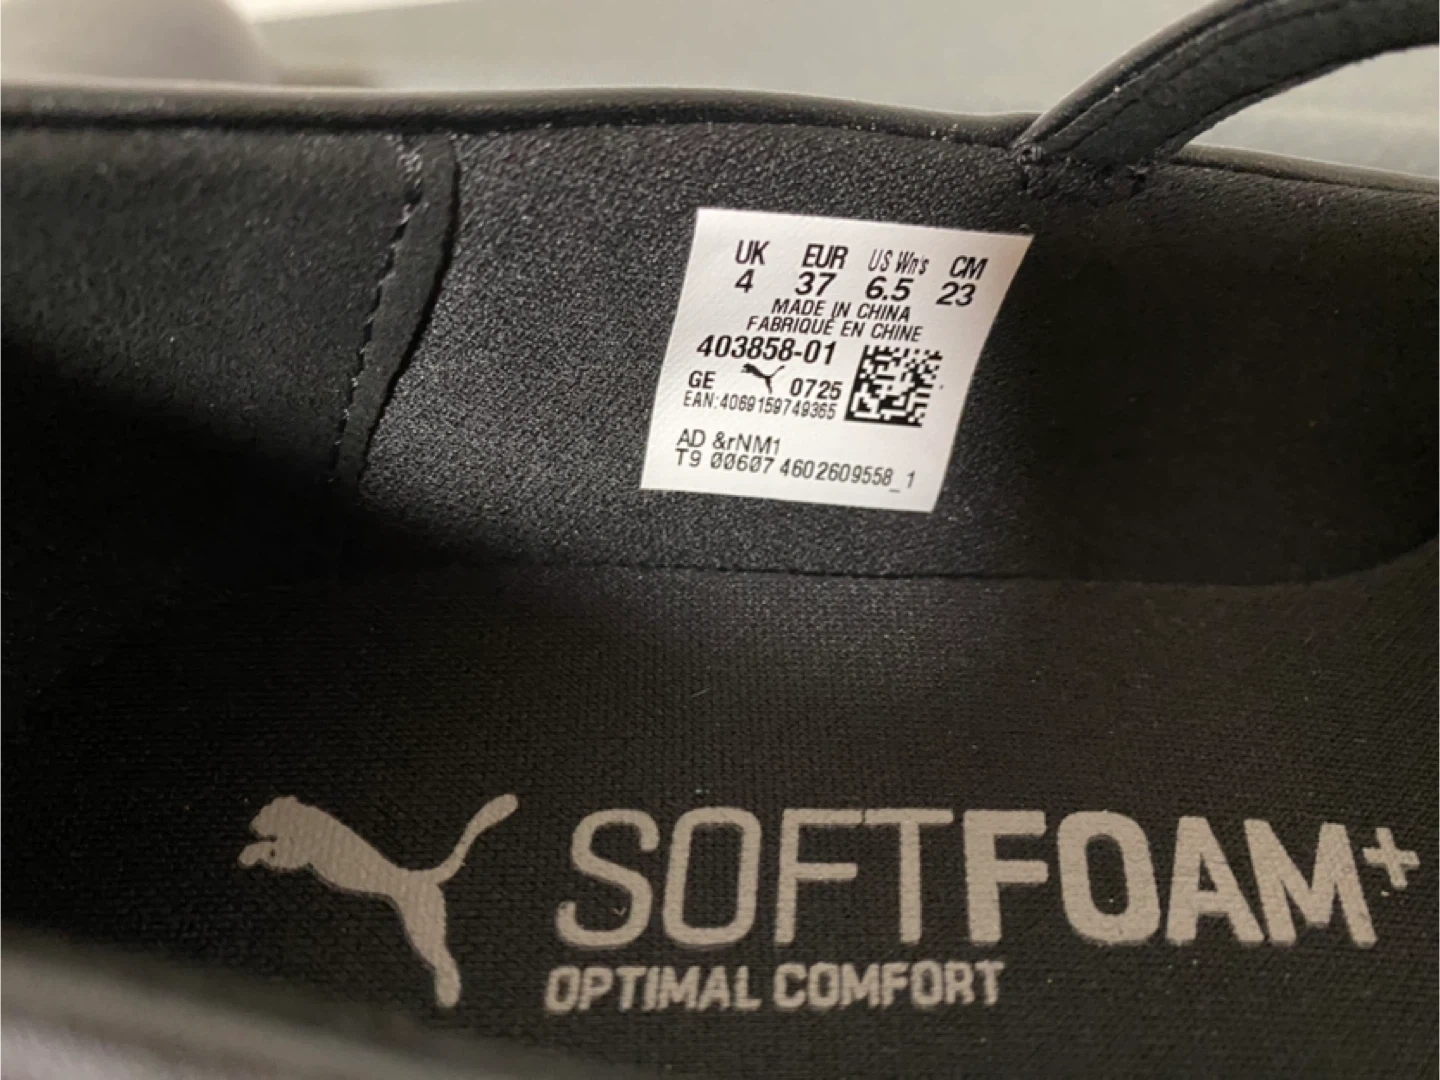 UK EUR US Wn's CM
4 37 6.5 23
MADE IN CHINA
FABRIQUÉ EN CHINE
403858-01
GE 0725
EAN:4069159749365
AD &rNM1
T9 00607 4602609558_1
SOFTFOAM+
OPTIMAL COMFORT